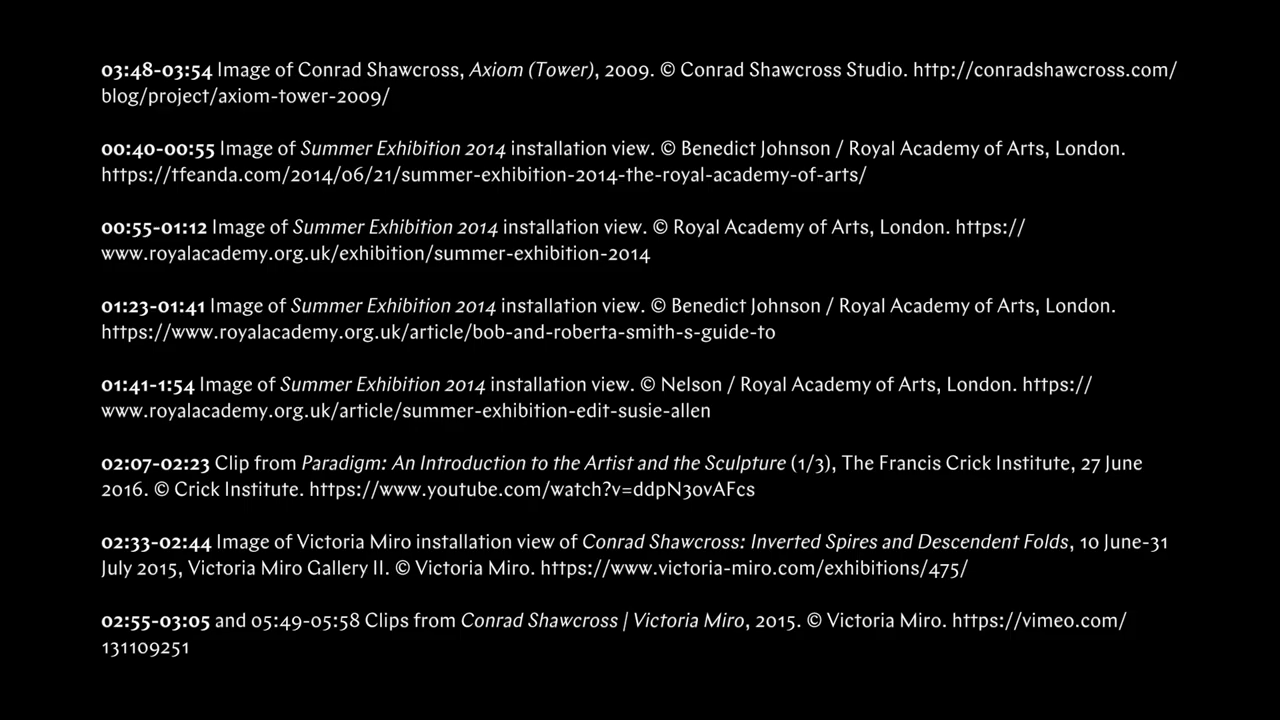 03:48-03:54 Image of Conrad Shawcross, Axiom (Tower), 2009. © Conrad Shawcross Studio. http://conradshawcross.com/
blog/project/axiom-tower-2009/
00:40-00:55 Image of Summer Exhibition 2014 installation view. © Benedict Johnson / Royal Academy of Arts, London.
https://tfeanda.com/2014/06/21/summer-exhibition-2014-the-royal-academy-of-arts/
00:55-01:12 Image of Summer Exhibition 2014 installation view. © Royal Academy of Arts, London. https://
www.royalacademy.org.uk/exhibition/summer-exhibition-2014
01:23-01:41 Image of Summer Exhibition 2014 installation view. © Benedict Johnson / Royal Academy of Arts, London.
https://www.royalacademy.org.uk/article/bob-and-roberta-smith-s-guide-to
01:41-1:54 Image of Summer Exhibition 2014 installation view. © Nelson / Royal Academy of Arts, London. https://
www.royalacademy.org.uk/article/summer-exhibition-edit-susie-allen
02:07-02:23 Clip from Paradigm: An Introduction to the Artist and the Sculpture (1/3), The Francis Crick Institute, 27 June
2016. © Crick Institute. https://www.youtube.com/watch?v=ddpN3ovAFcs
02:33-02:44 Image of Victoria Miro installation view of Conrad Shawcross: Inverted Spires and Descendent Folds, 10 June-31
July 2015, Victoria Miro Gallery II. © Victoria Miro. https://www.victoria-miro.com/exhibitions/475/
02:55-03:05 and 05:49-05:58 Clips from Conrad Shawcross | Victoria Miro, 2015. © Victoria Miro. https://vimeo.com/
131109251